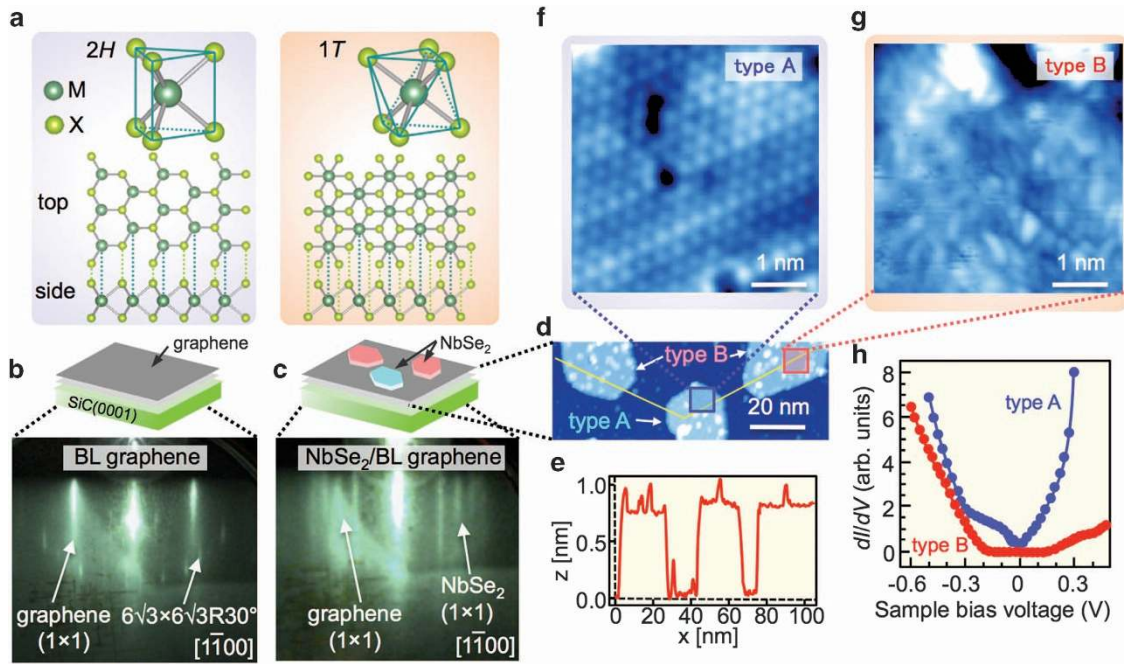 a
2H
1T
M
X
top
side
f
type A
1 nm
g
type B
1 nm
b
graphene
SiC(0001)
BL graphene
graphene
(1×1)
6√3×6√3R30°
[11̅00]
c
NbSe₂
NbSe₂/BL graphene
graphene
(1×1)
NbSe₂
(1×1)
[11̅00]
d
type B
type A
20 nm
e
z [nm]
1.0
0.5
0
0
20
40
60
80
100
x [nm]
h
dI/dV (arb. units)
8
6
4
2
0
type A
type B
-0.6
-0.3
0
0.3
Sample bias voltage (V)